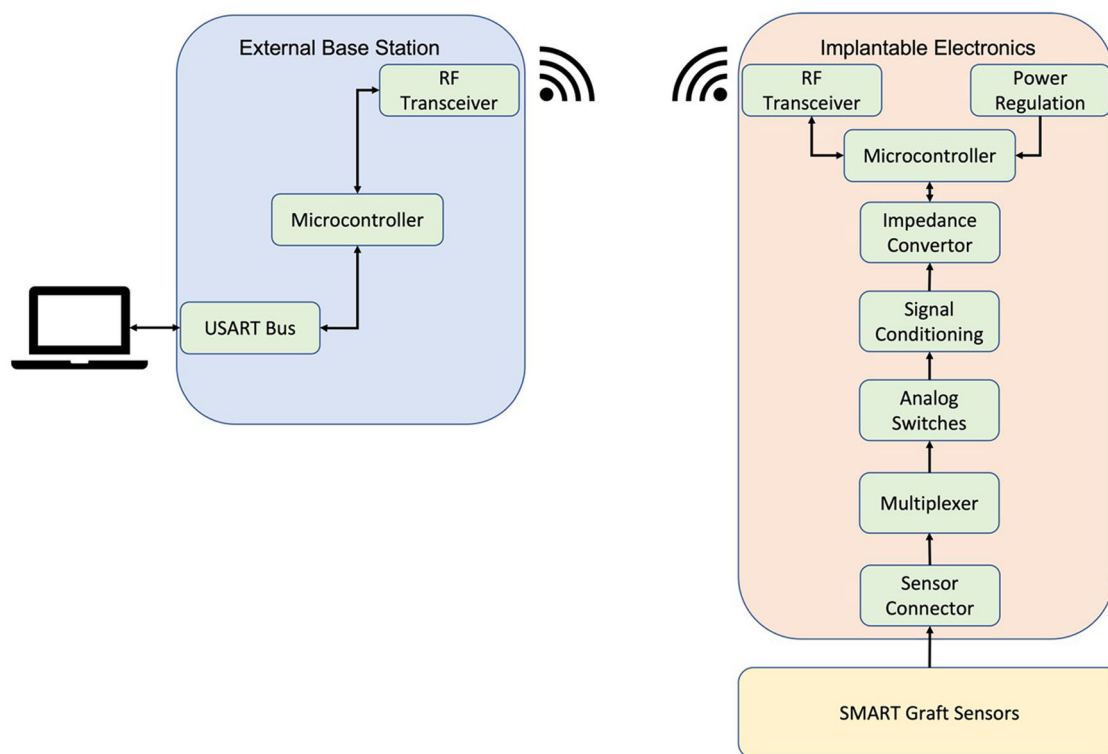 External Base Station
RF
Transceiver
Microcontroller
USART Bus
Implantable Electronics
RF
Transceiver
Power
Regulation
Microcontroller
Impedance
Convertor
Signal
Conditioning
Analog
Switches
Multiplexer
Sensor
Connector
SMART Graft Sensors